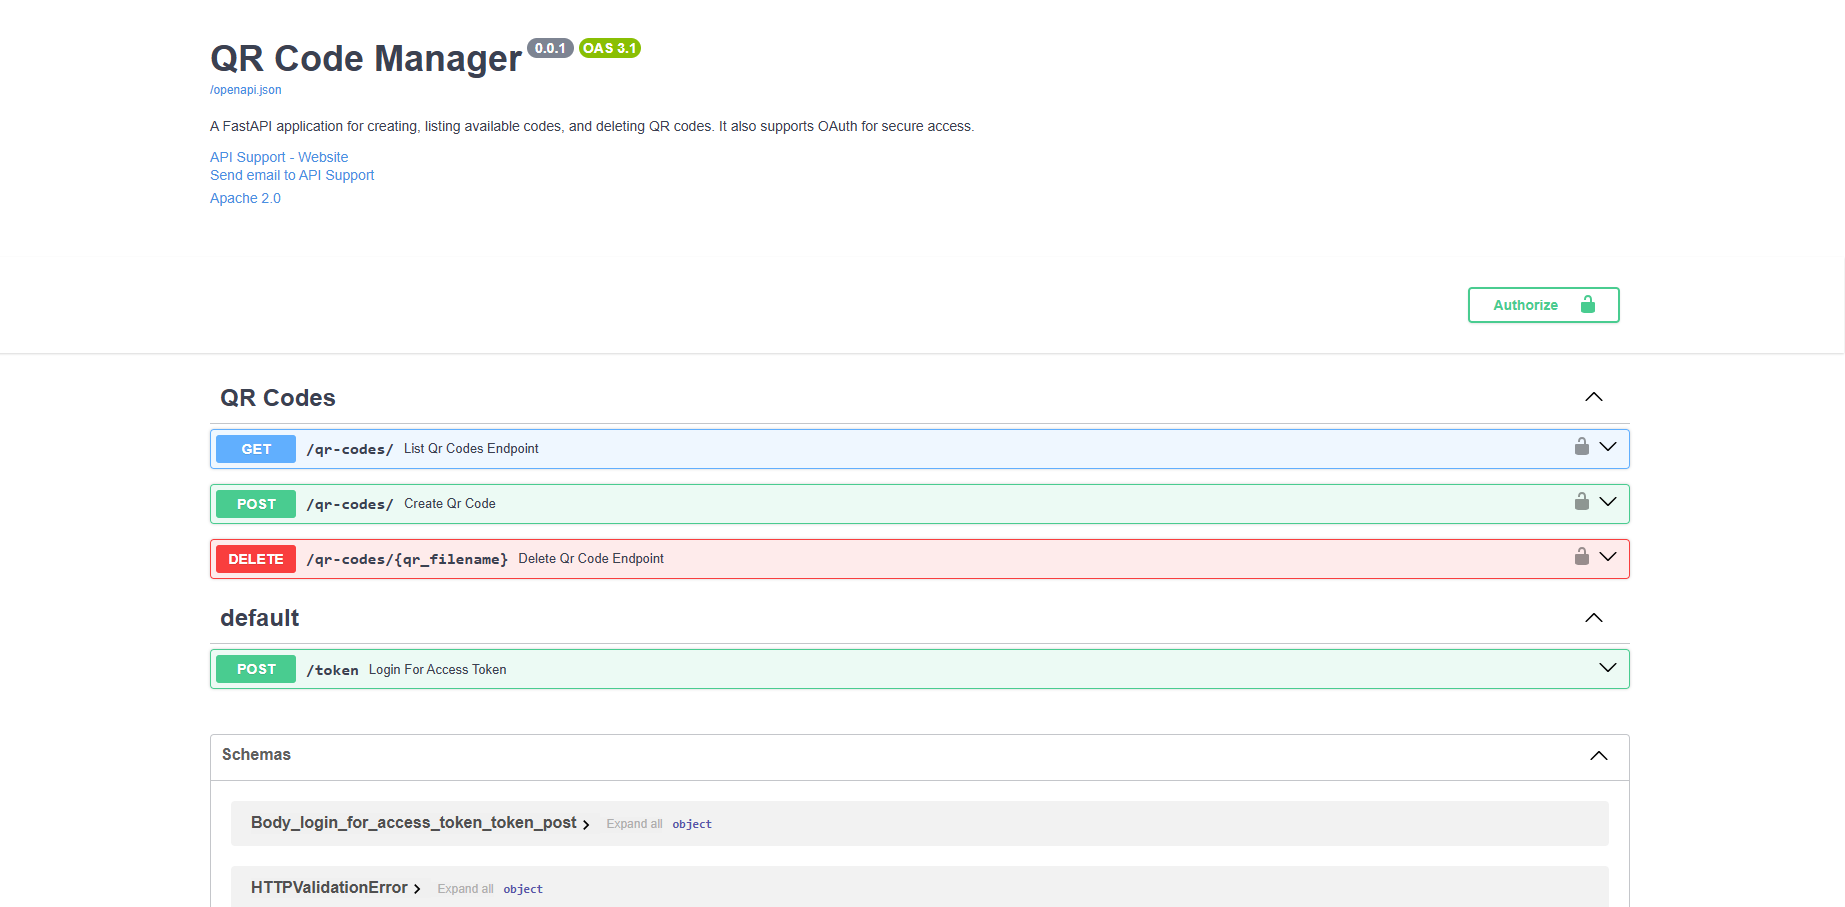 QR Code Manager 0.0.1 OAS 3.1
/openapi.json
A FastAPI application for creating, listing available codes, and deleting QR codes. It also supports OAuth for secure access.
API Support - Website
Send email to API Support
Apache 2.0
Authorize
QR Codes
GET /qr-codes/ List Qr Codes Endpoint
POST /qr-codes/ Create Qr Code
DELETE /qr-codes/{qr_filename} Delete Qr Code Endpoint
default
POST /token Login For Access Token
Schemas
Body_login_for_access_token_token_post Expand all object
HTTPValidationError Expand all object